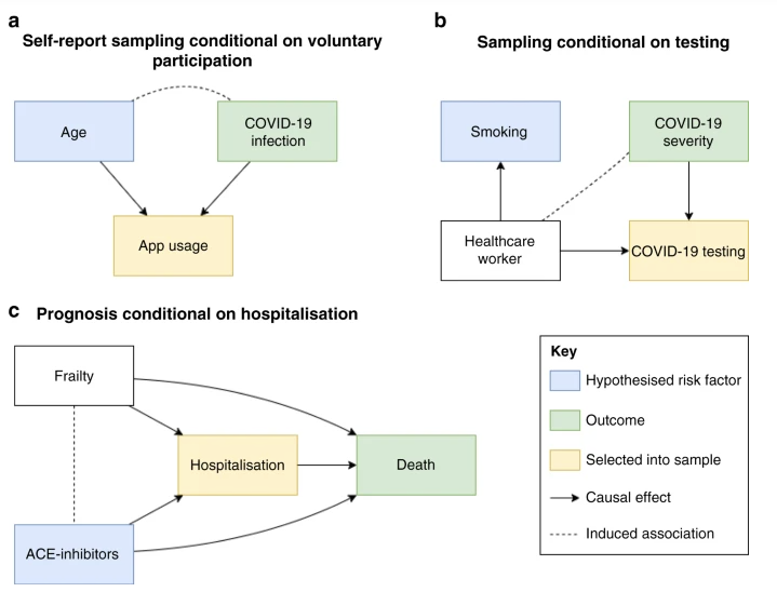 a
Self-report sampling conditional on voluntary
participation
Age
COVID-19
infection
App usage
b
Sampling conditional on testing
Smoking
COVID-19
severity
Healthcare
worker
COVID-19 testing
c Prognosis conditional on hospitalisation
Frailty
Hospitalisation
Death
ACE-inhibitors
Key
Hypothesised risk factor
Outcome
Selected into sample
Causal effect
Induced association